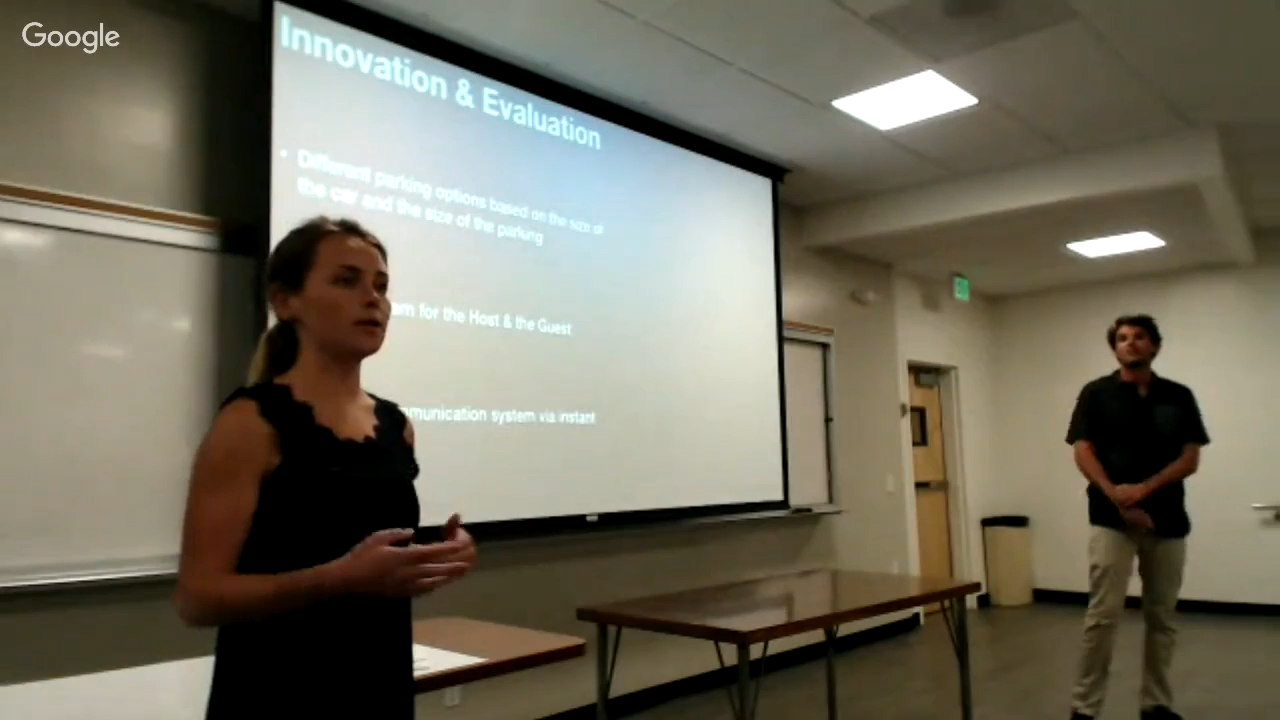 Google
Innovation & Evaluation
• Different parking options based on the size of
the car and the size of the parking
for the Host & the Guest
system via instant